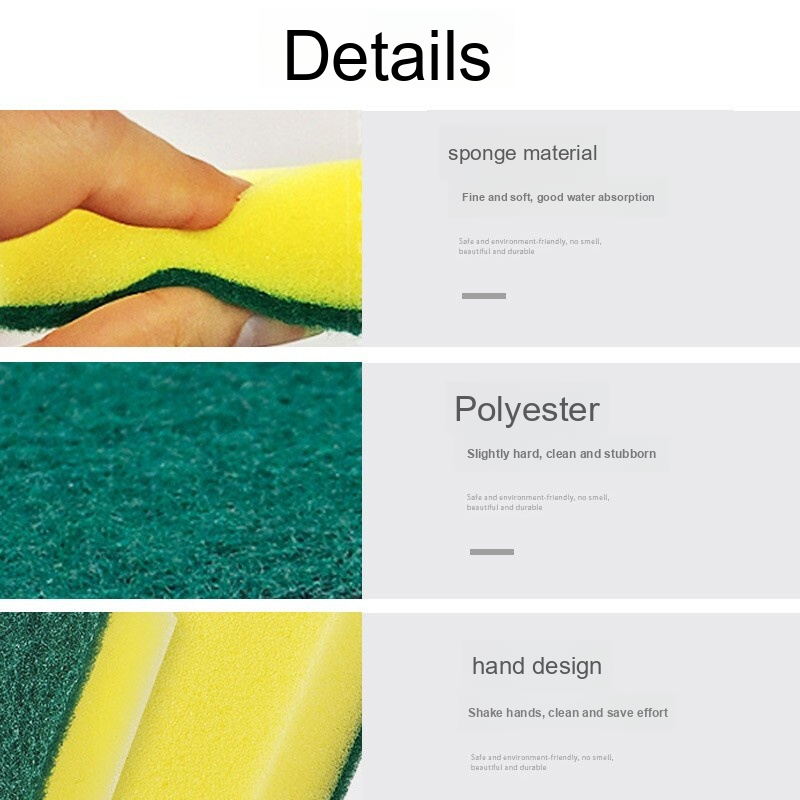 Details
sponge material
Fine and soft, good water absorption
Safe and environment-friendly, no smell,
beautiful and durable
Polyester
Slightly hard, clean and stubborn
Safe and environment-friendly, no smell,
beautiful and durable
hand design
Shake hands, clean and save effort
Safe and environment-friendly, no smell,
beautiful and durable